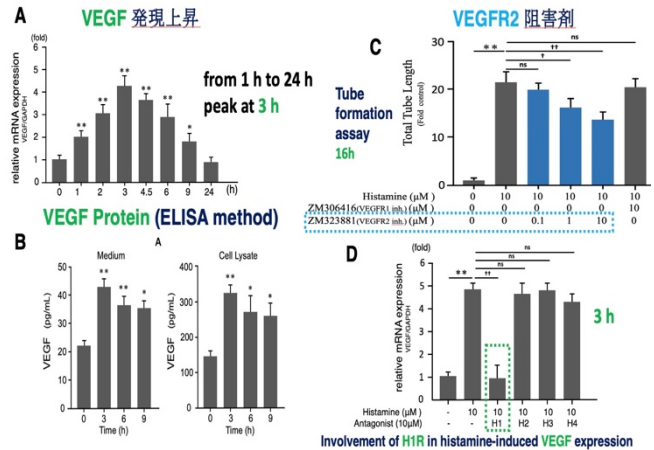 A
VEGF 発現上昇
(fold)
relative mRNA expression
VEGF/GAPDH
6
5
4
3
2
1
0
**
**
**
**
**
*
0 1 2 3 4.5 6 9 24 (h)
from 1 h to 24 h
peak at 3 h
VEGF Protein (ELISA method)
B
Medium
VEGF (pg/mL)
60
40
20
0
**
**
*
0 3 6 9
Time (h)
A
Cell Lysate
VEGF (pg/mL)
400
300
200
100
0
**
*
*
0 3 6 9
Time (h)
VEGFR2 阻害剤
C
Tube
formation
assay
16h
Total Tube Length
(Fold control)
30
20
10
0
ns
††
†
**
ns
Histamine (μM) 0 10 10 10 10 10
ZM306416(VEGFR1 inh.) (μM) 0 0 0 0 0 10
ZM323881(VEGFR2 inh.) (μM) 0 0 0.1 1 10 0
D
(fold)
relative mRNA expression
VEGF/GAPDH
6
5
4
3
2
1
0
ns
ns
ns
**
††
3 h
Histamine (μM) - 10 10 10 10 10
Antagonist (10μM) - - H1 H2 H3 H4
Involvement of H1R in histamine-induced VEGF expression